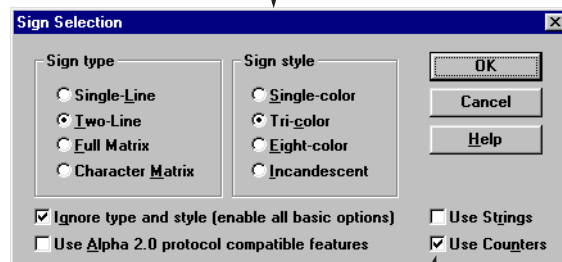 Sign Selection
Sign type
Single-Line
Two-Line
Full Matrix
Character Matrix
Sign style
Single-color
Tri-color
Eight-color
Incandescent
OK
Cancel
Help
Ignore type and style (enable all basic options)
Use Alpha 2.0 protocol compatible features
Use Strings
Use Counters